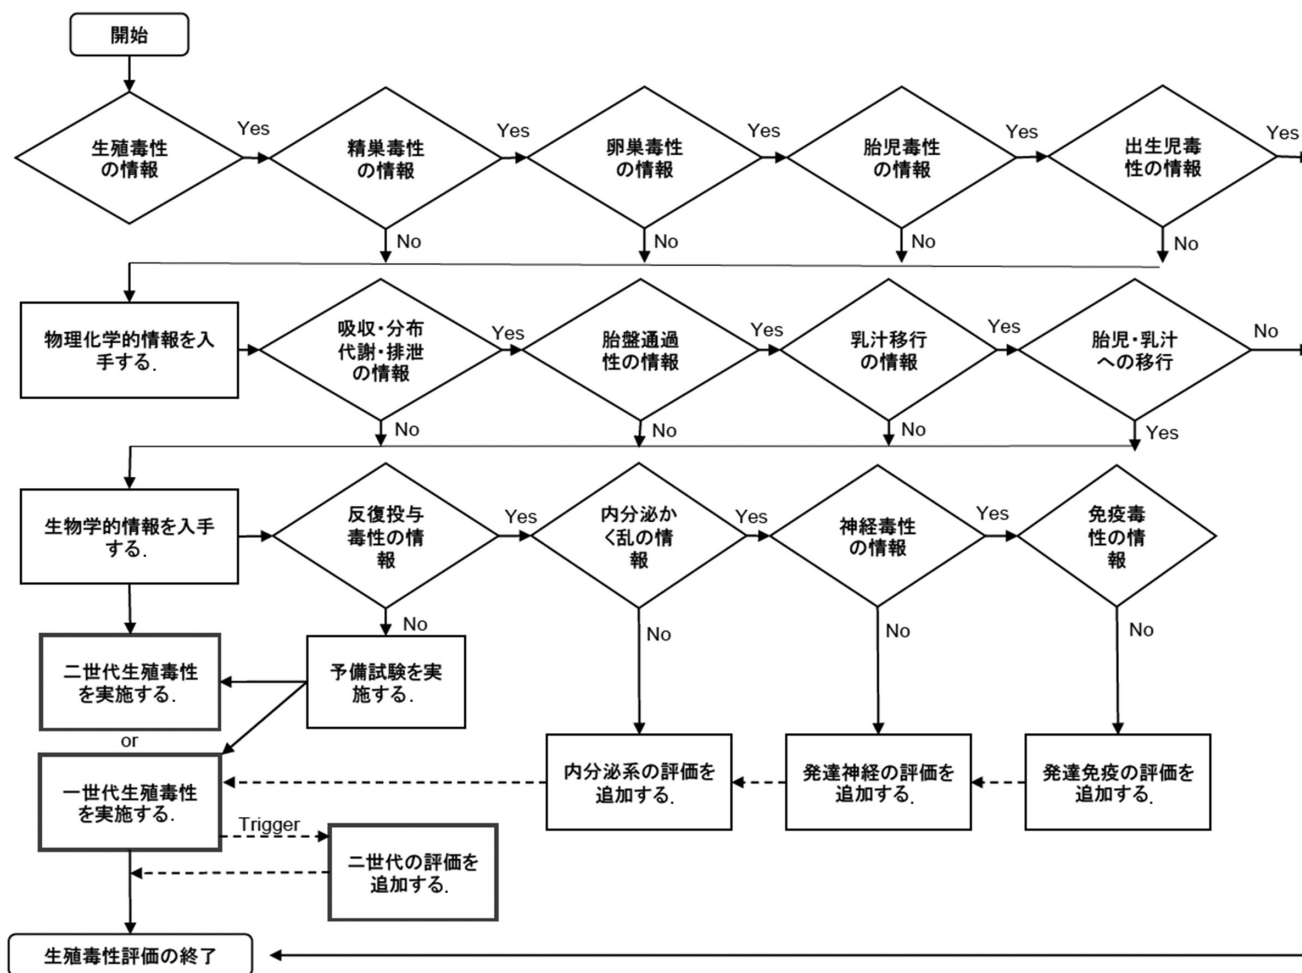 開始
生殖毒性
の情報
Yes
精巣毒性
の情報
Yes
卵巣毒性
の情報
Yes
胎児毒性
の情報
Yes
出生児毒
性の情報
Yes
No
No
No
No
物理化学的情報を入
手する.
吸収・分布
代謝・排泄
の情報
Yes
胎盤通過
性の情報
Yes
乳汁移行
の情報
Yes
胎児・乳汁
への移行
No
No
No
No
Yes
生物学的情報を入手
する.
反復投与
毒性の情
報
Yes
内分泌か
く乱の情
報
Yes
神経毒性
の情報
Yes
免疫毒
性の情
報
No
No
No
No
二世代生殖毒性
を実施する.
予備試験を実
施する.
or
一世代生殖毒性
を実施する.
内分泌系の評価を
追加する.
発達神経の評価を
追加する.
発達免疫の評価を
追加する.
Trigger
二世代の評価を
追加する.
生殖毒性評価の終了